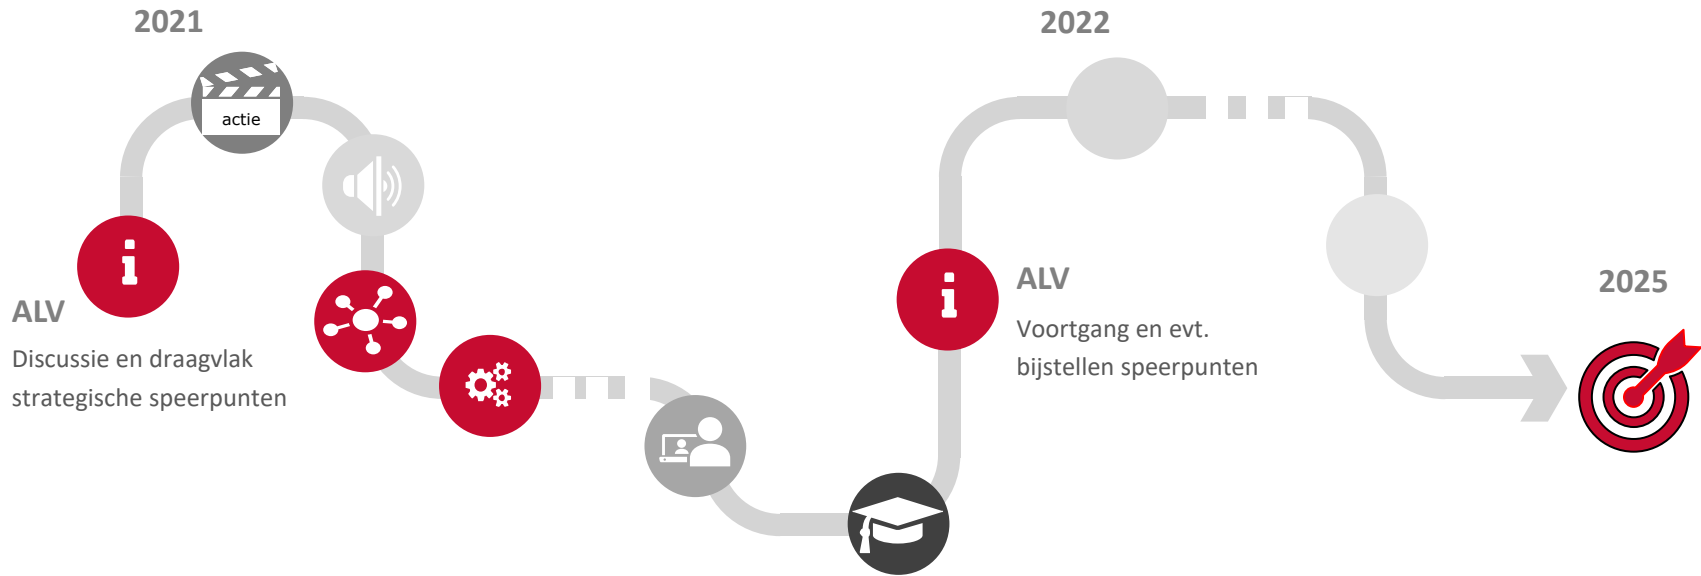 2021
actie
ALV
Discussie en draagvlak
strategische speerpunten
2022
ALV
Voortgang en evt.
bijstellen speerpunten
2025